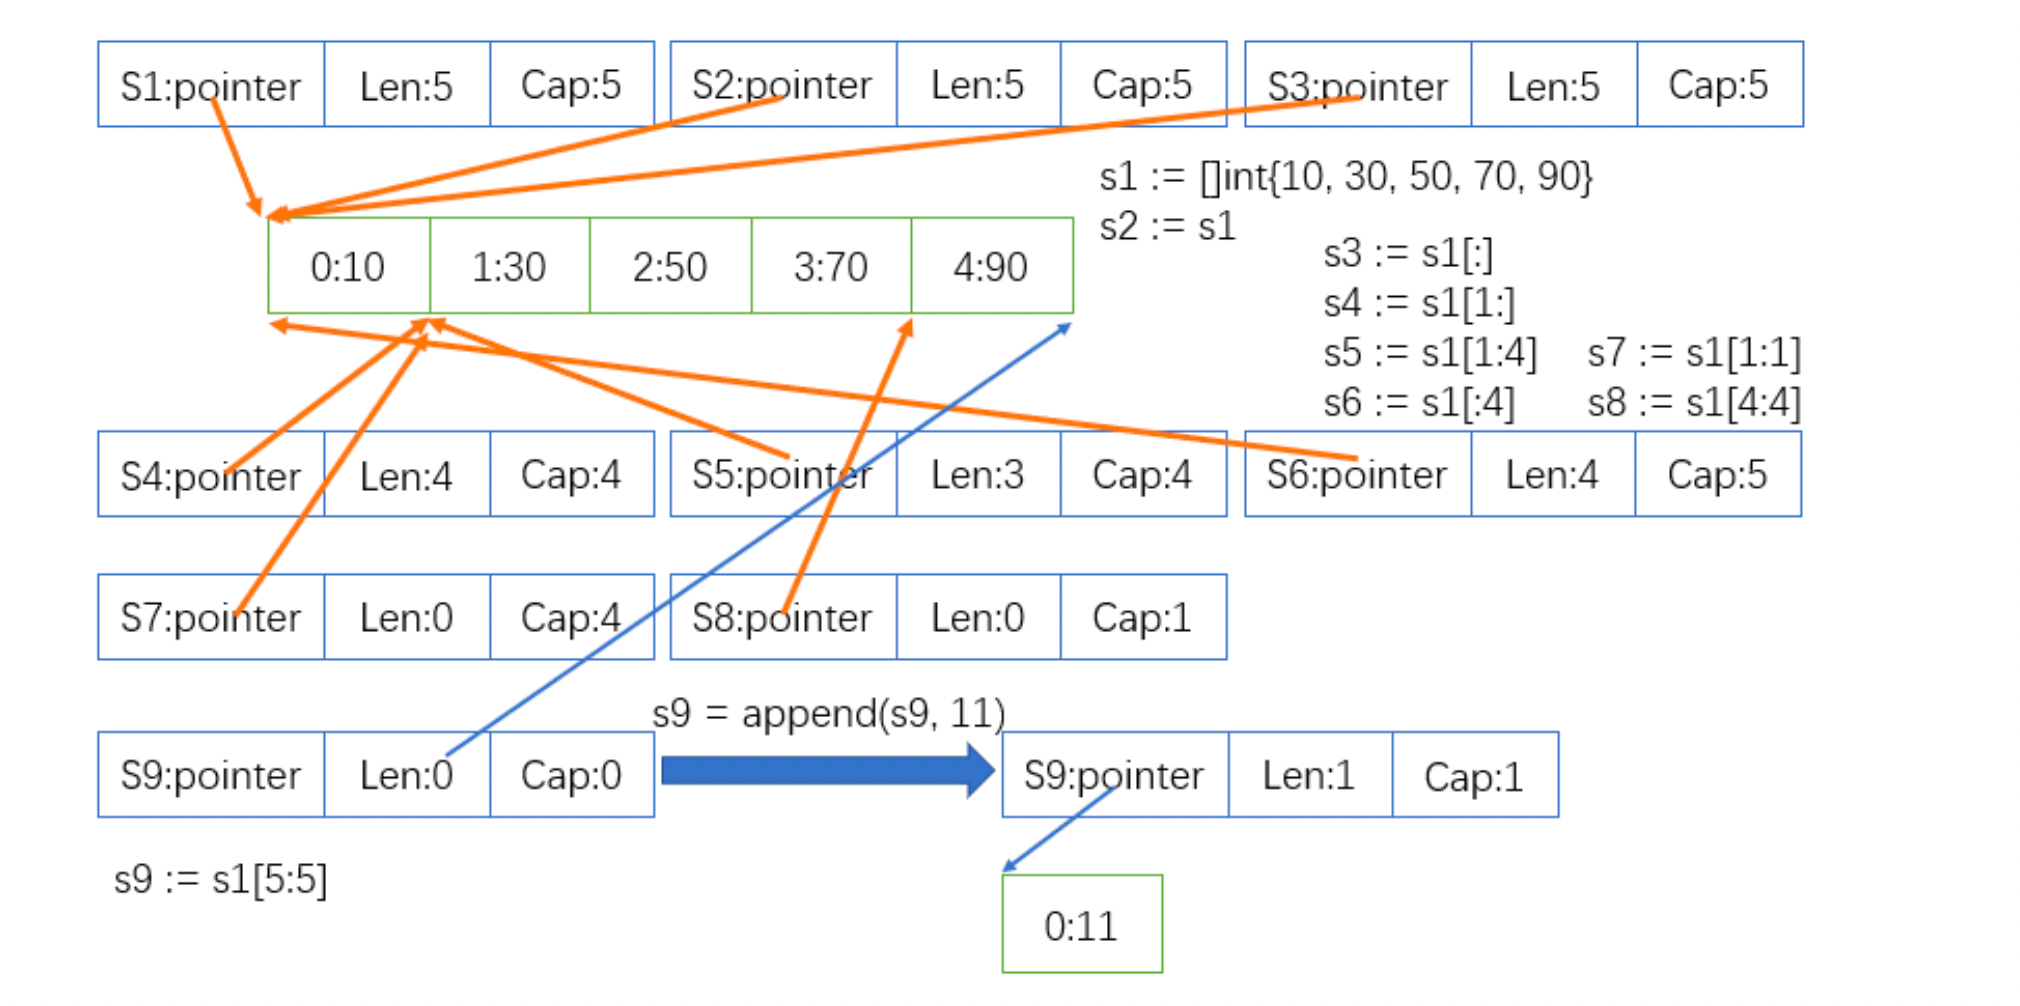 S1:pointer Len:5 Cap:5 S2:pointer Len:5 Cap:5 S3:pointer Len:5 Cap:5
s1 := []int{10, 30, 50, 70, 90}
s2 := s1
0:10 1:30 2:50 3:70 4:90
s3 := s1[:]
s4 := s1[1:]
s5 := s1[1:4] s7 := s1[1:1]
s6 := s1[:4] s8 := s1[4:4]
S4:pointer Len:4 Cap:4 S5:pointer Len:3 Cap:4 S6:pointer Len:4 Cap:5
S7:pointer Len:0 Cap:4 S8:pointer Len:0 Cap:1
s9 = append(s9, 11)
S9:pointer Len:0 Cap:0 S9:pointer Len:1 Cap:1
s9 := s1[5:5]
0:11